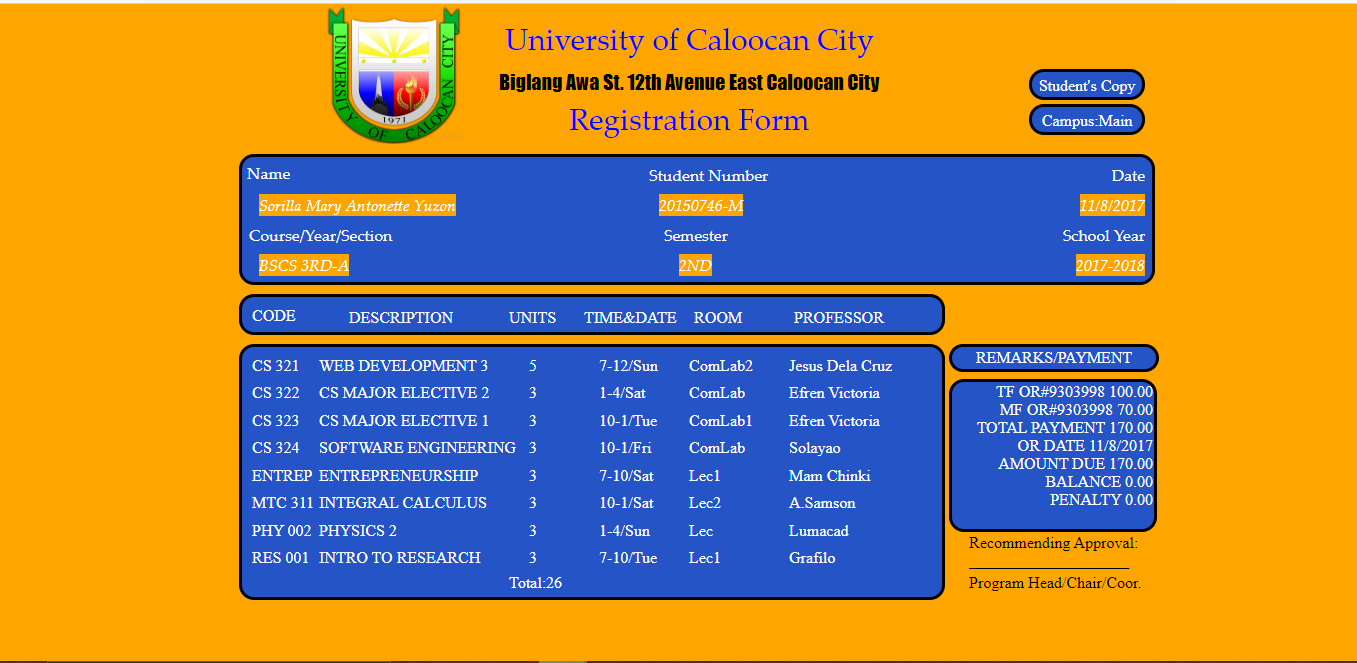 UNIVERSITY OF CALOOCAN CITY
1971
University of Caloocan City
Biglang Awa St. 12th Avenue East Caloocan City
Registration Form
Student's Copy
Campus:Main
Name Student Number Date
Sorilla Mary Antonette Yuzon 20150746-M 11/8/2017
Course/Year/Section Semester School Year
BSCS 3RD-A 2ND 2017-2018
CODE DESCRIPTION UNITS TIME&DATE ROOM PROFESSOR
CS 321 WEB DEVELOPMENT 3 5 7-12/Sun ComLab2 Jesus Dela Cruz
CS 322 CS MAJOR ELECTIVE 2 3 1-4/Sat ComLab Efren Victoria
CS 323 CS MAJOR ELECTIVE 1 3 10-1/Tue ComLab1 Efren Victoria
CS 324 SOFTWARE ENGINEERING 3 10-1/Fri ComLab Solayao
ENTREP ENTREPRENEURSHIP 3 7-10/Sat Lec1 Mam Chinki
MTC 311 INTEGRAL CALCULUS 3 10-1/Sat Lec2 A.Samson
PHY 002 PHYSICS 2 3 1-4/Sun Lec Lumacad
RES 001 INTRO TO RESEARCH 3 7-10/Tue Lec1 Grafilo
Total:26
REMARKS/PAYMENT
TF OR#9303998 100.00
MF OR#9303998 70.00
TOTAL PAYMENT 170.00
OR DATE 11/8/2017
AMOUNT DUE 170.00
BALANCE 0.00
PENALTY 0.00
Recommending Approval:
____________________
Program Head/Chair/Coor.